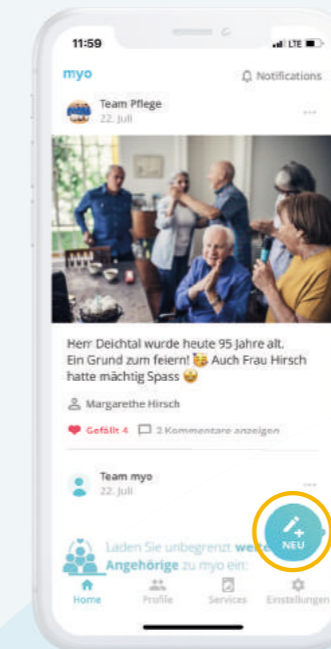 11:59
LTE
myo
Notifications
Team Pflege
22. Juli
Herr Deichtal wurde heute 95 Jahre alt.
Ein Grund zum feiern! 🥳 Auch Frau Hirsch
hatte mächtig Spass 😄
Margarethe Hirsch
Gefällt 4 2 Kommentare anzeigen
Team myo
22. Juli
NEU
Laden Sie unbegrenzt
Angehörige zu myo ein:
Home Profile Services Einstellungen